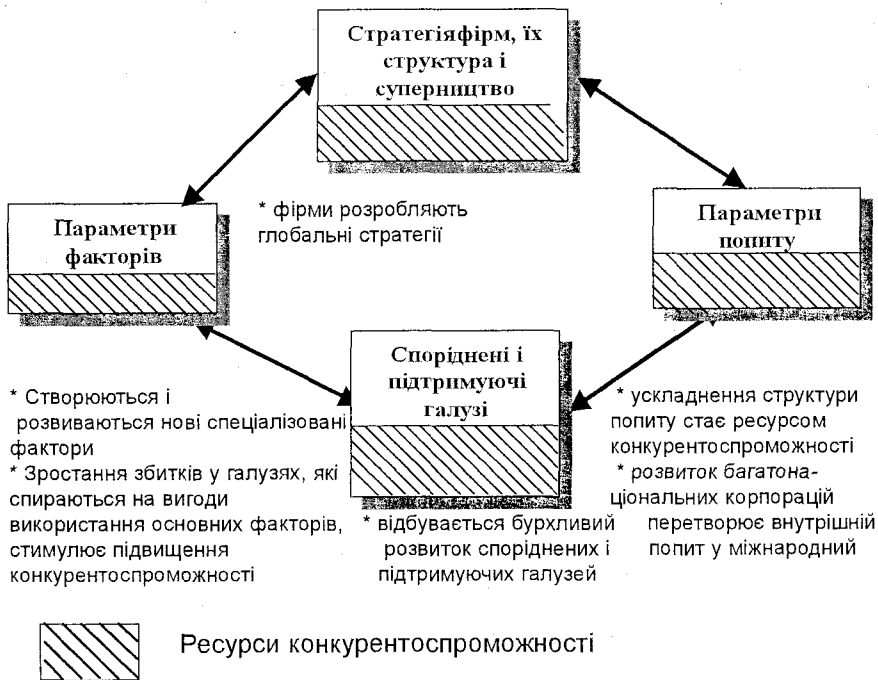 Стратегіяфірм, їх
структура і
суперництво
Параметри
факторів
* фірми розробляють
глобальні стратегії
Параметри
попиту
Споріднені і
підтримуючі
галузі
* Створюються і
розвиваються нові спеціалізовані
фактори
* Зростання збитків у галузях, які
спираються на вигоди
використання основних факторів,
стимулює підвищення
конкурентоспроможності
* відбувається бурхливий
розвиток споріднених і
підтримуючих галузей
* ускладнення структури
попиту стає ресурсом
конкурентоспроможності
* розвиток багатона-
ціональних корпорацій
перетворює внутрішній
попит у міжнародний
Ресурси конкурентоспроможності